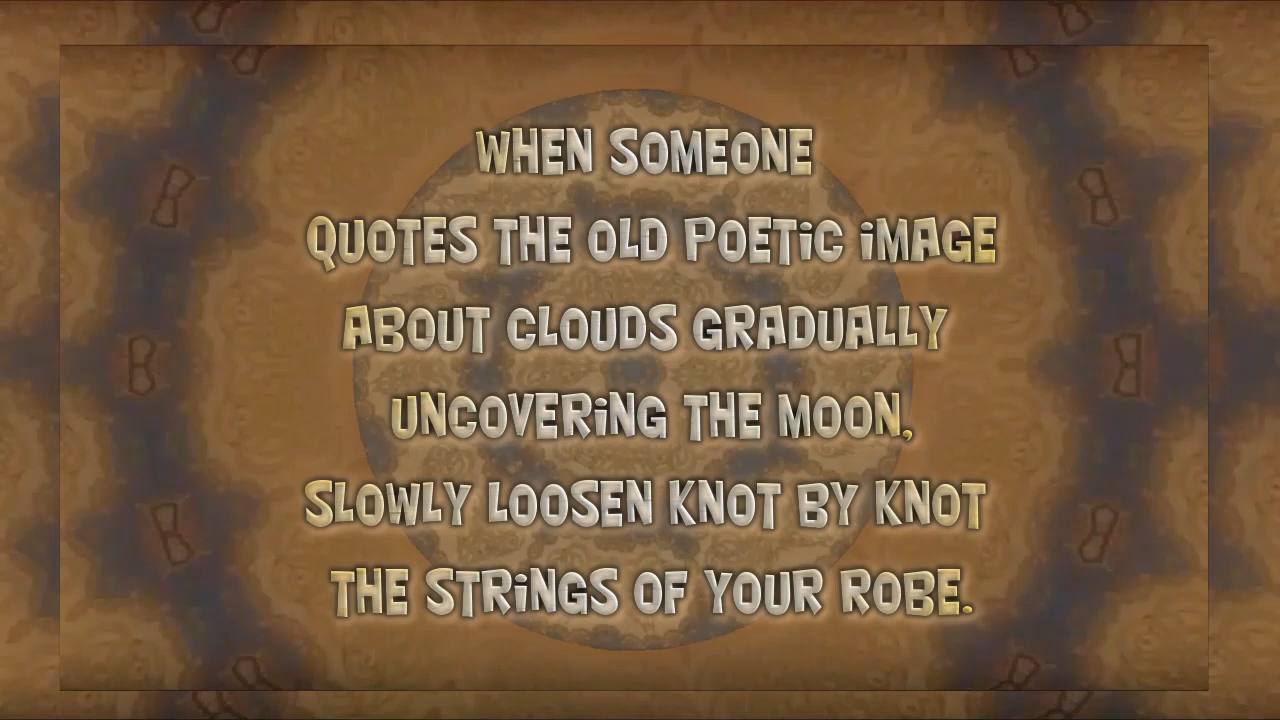 WHEN SOMEONE
QUOTES THE OLD POETiC iMAGE
ABOUT CLOUDS GRADUALLY
UNCOVERiNG THE MOON,
SLOWLY LOOSEN KNOT BY KNOT
THE STRiNGS OF YOUR ROBE.